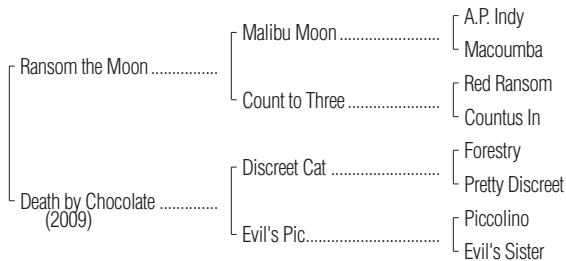 A.P. Indy
Malibu Moon .......................
Macoumba
Ransom the Moon ...............
Red Ransom
Count to Three .....................
Countus In
Forestry
Discreet Cat .........................
Pretty Discreet
Death by Chocolate .............
(2009)
Piccolino
Evil's Pic...............................
Evil's Sister